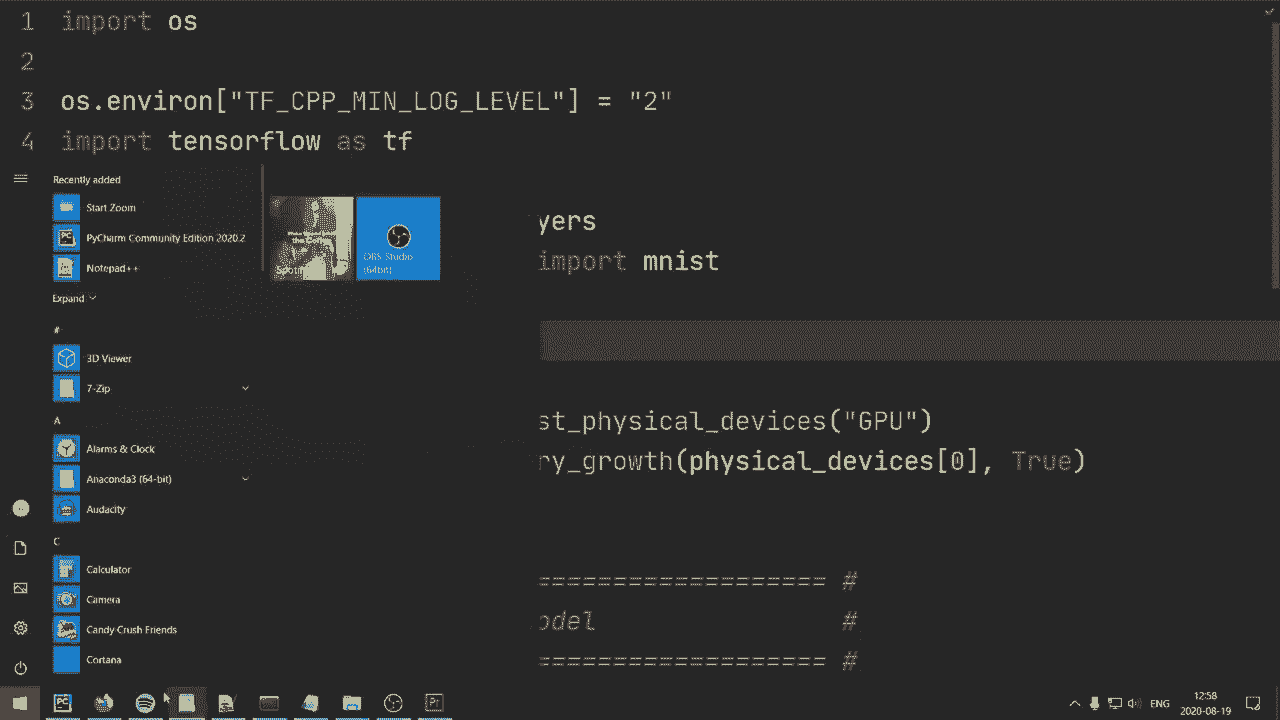 1 import os
2
3 os.environ["TF_CPP_MIN_LOG_LEVEL"] = "2"
4 import tensorflow as tf
yers
import mnist
st_physical_devices("GPU")
ry_growth(physical_devices[0], True)
=================== #
odel #
=================== #
Recently added
Start Zoom
PyCharm Community Edition 2020.2
Notepad++
Expand
#
3D Viewer
7-Zip
A
Alarms & Clock
Anaconda3 (64-bit)
Audacity
C
Calculator
Camera
Candy Crush Friends
Cortana
OBS Studio
(64bit)
ENG
12:58
2020-08-19